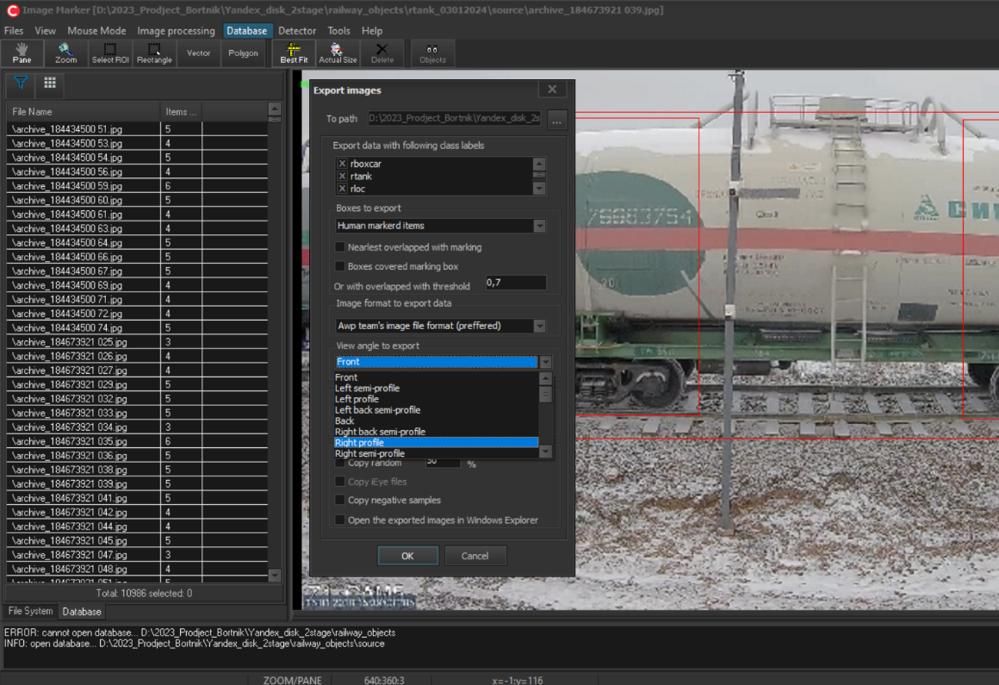 Image Marker [D:\2023_Prodject_Bortnik\Yandex_disk_2stage\railway_objects\rtank_03012024\source\archive_184673921 039.jpg]
Files View Mouse Mode Image processing Database Detector Tools Help
Pane Zoom Select ROI Rectangle Vector Polygon Best Fit Actual Size Delete Objects
File Name Items ...
\archive_184434500 51.jpg 5
\archive_184434500 53.jpg 4
\archive_184434500 54.jpg 5
\archive_184434500 56.jpg 4
\archive_184434500 59.jpg 6
\archive_184434500 60.jpg 5
\archive_184434500 61.jpg 4
\archive_184434500 63.jpg 4
\archive_184434500 64.jpg 5
\archive_184434500 66.jpg 5
\archive_184434500 67.jpg 5
\archive_184434500 69.jpg 4
\archive_184434500 71.jpg 4
\archive_184434500 72.jpg 4
\archive_184434500 74.jpg 5
\archive_184673921 025.jpg 3
\archive_184673921 026.jpg 4
\archive_184673921 027.jpg 4
\archive_184673921 029.jpg 5
\archive_184673921 032.jpg 5
\archive_184673921 033.jpg 5
\archive_184673921 034.jpg 3
\archive_184673921 035.jpg 6
\archive_184673921 036.jpg 5
\archive_184673921 038.jpg 5
\archive_184673921 039.jpg 5
\archive_184673921 041.jpg 5
\archive_184673921 042.jpg 4
\archive_184673921 044.jpg 4
\archive_184673921 045.jpg 5
\archive_184673921 047.jpg 3
\archive_184673921 048.jpg 4
Total: 10986 selected: 0
File System Database
Export images
To path D:\2023_Prodject_Bortnik\Yandex_disk_2s ...
Export data with following class labels
rboxcar
rtank
rloc
Boxes to export
Human markerd items
Nearlest overlapped with marking
Boxes covered marking box
Or with overlapped with threshold 0,7
Image format to export data
Awp team's image file format (preffered)
View angle to export
Front
Front
Left semi-profile
Left profile
Left back semi-profile
Back
Right back semi-profile
Right profile
Right semi-profile
Copy random 50 %
Copy iEye files
Copy negative samples
Open the exported images in Windows Explorer
OK Cancel
ERROR: cannot open database... D:\2023_Prodject_Bortnik\Yandex_disk_2stage\railway_objects
INFO: open database... D:\2023_Prodject_Bortnik\Yandex_disk_2stage\railway_objects\source
ZOOM/PANE 640:360:3 x=-1:y=116